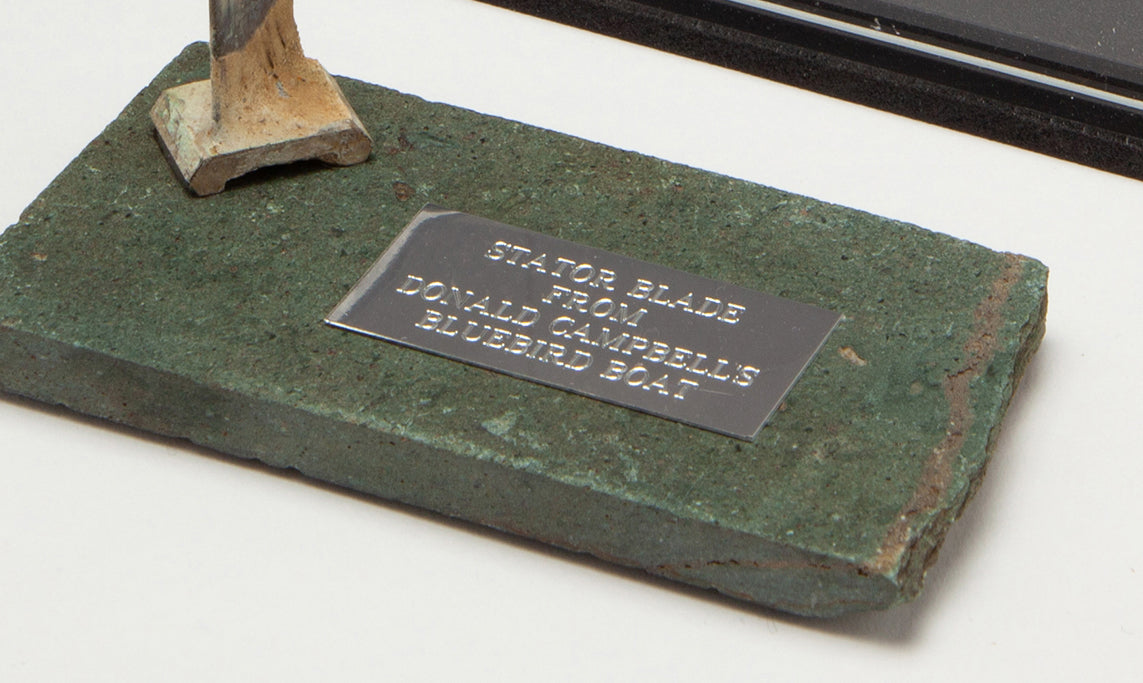 STATOR BLADE
FROM
DONALD CAMPBELL'S
BLUEBIRD BOAT